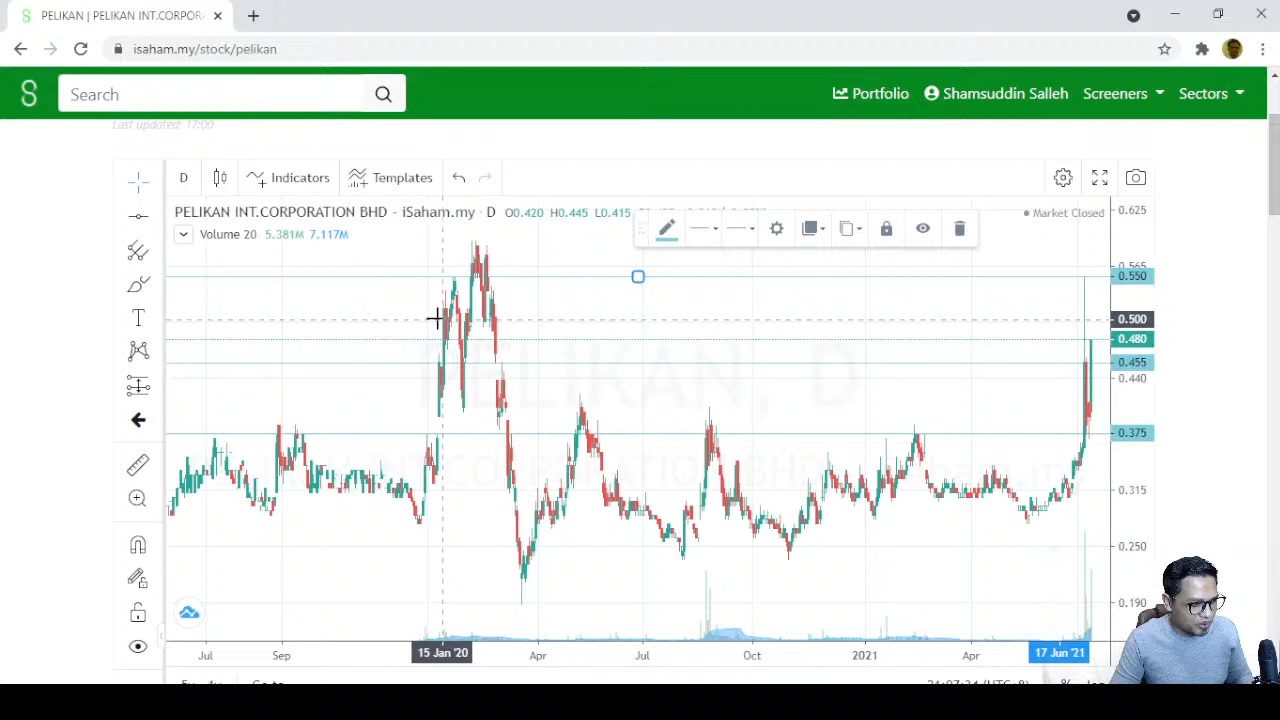 PELIKAN | PELIKAN INT.CORPORA
isaham.my/stock/pelikan
Search
Portfolio
Shamsuddin Salleh
Screeners
Sectors
Last updated: 17:00
D
Indicators
Templates
PELIKAN INT.CORPORATION BHD - iSaham.my · D O0.420 H0.445 L0.415
Market Closed
Volume 20 5.381M 7.117M
0.625
0.565
0.550
0.500
0.480
0.455
0.440
0.375
0.315
0.250
0.190
PELIKAN, D
Jul
Sep
15 Jan '20
Apr
Jul
Oct
2021
Apr
17 Jun '21